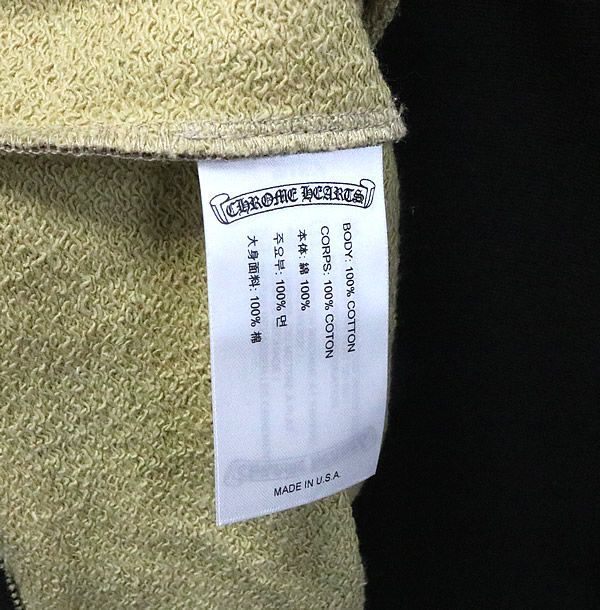 CHROME HEARTS
BODY: 100% COTTON
CORPS: 100% COTON
本体: 綿 100%
주요부: 100% 면
大身面料: 100% 棉
MADE IN U.S.A.